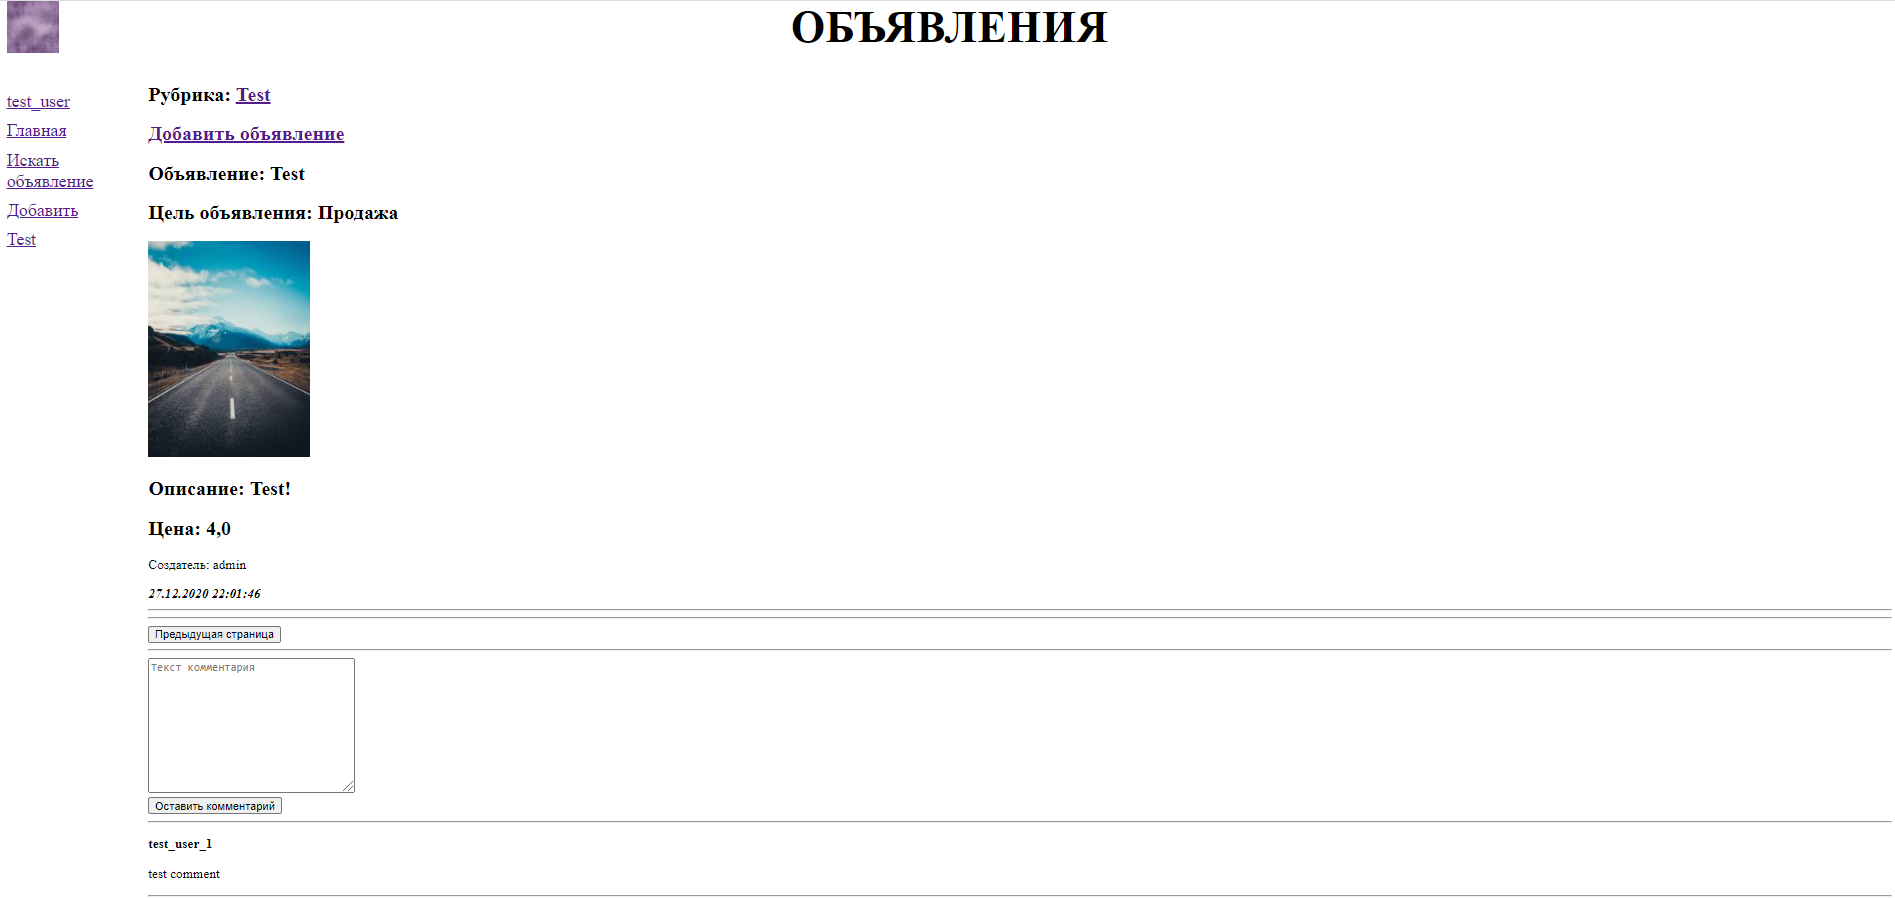 ОБЪЯВЛЕНИЯ
test_user
Главная
Искать
объявление
Добавить
Test
Рубрика: Test
Добавить объявление
Объявление: Test
Цель объявления: Продажа
Описание: Test!
Цена: 4,0
Создатель: admin
27.12.2020 22:01:46
Предыдущая страница
Текст комментария
Оставить комментарий
test_user_1
test comment